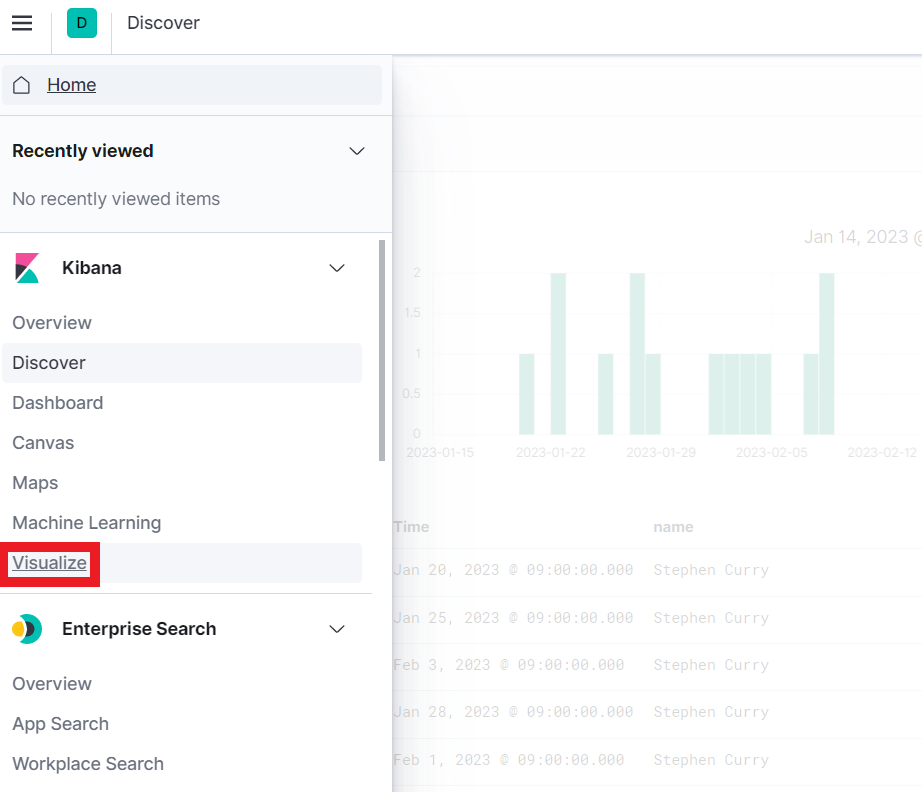 D Discover
Home
Recently viewed
No recently viewed items
Kibana
Overview
Discover
Dashboard
Canvas
Maps
Machine Learning
Visualize
Enterprise Search
Overview
App Search
Workplace Search
Jan 14, 2023 @
2
1.5
1
0.5
0
2023-01-15 2023-01-22 2023-01-29 2023-02-05 2023-02-12
Time name
Jan 20, 2023 @ 09:00:00.000 Stephen Curry
Jan 25, 2023 @ 09:00:00.000 Stephen Curry
Feb 3, 2023 @ 09:00:00.000 Stephen Curry
Jan 28, 2023 @ 09:00:00.000 Stephen Curry
Feb 1, 2023 @ 09:00:00.000 Stephen Curry